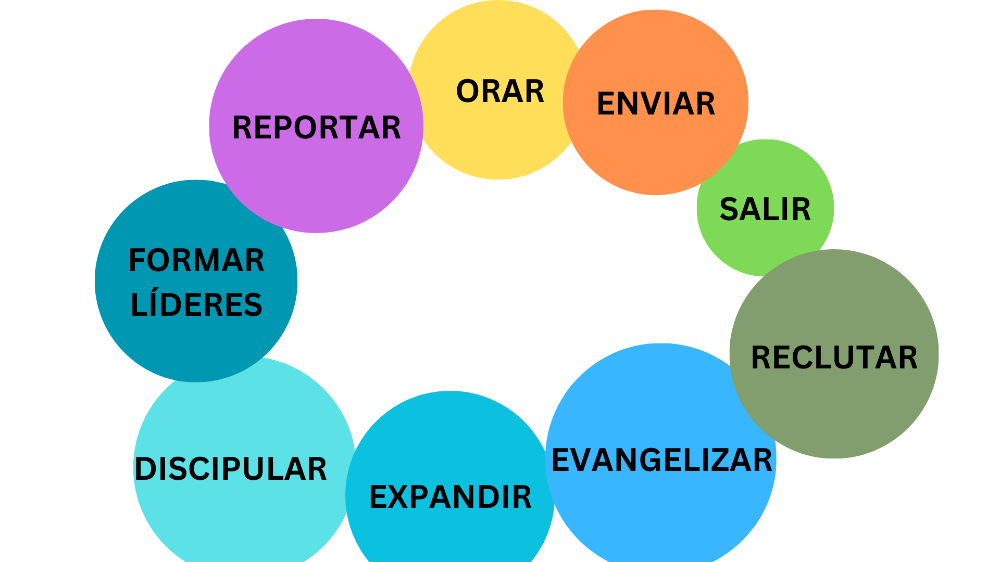 ORAR
ENVIAR
REPORTAR
SALIR
FORMAR
LÍDERES
RECLUTAR
EVANGELIZAR
DISCIPULAR
EXPANDIR